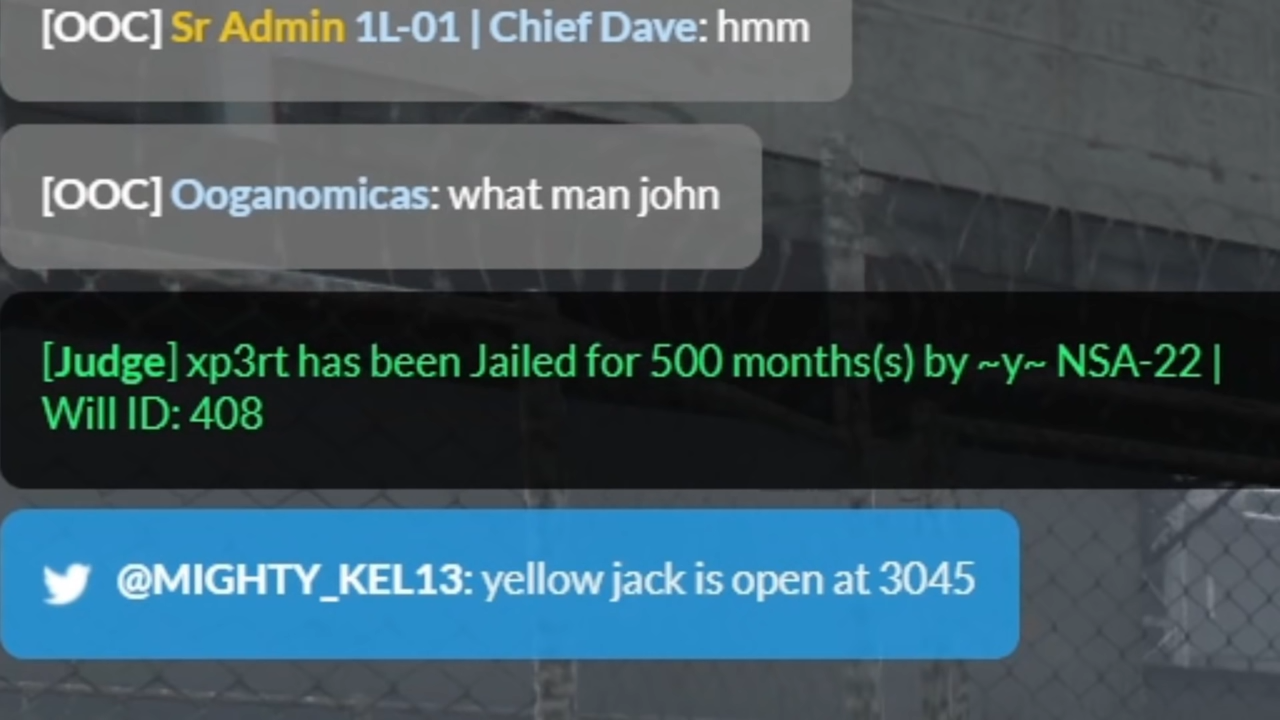 [OOC] Sr Admin 1L-01 | Chief Dave: hmm
[OOC] Ooganomicas: what man john
[Judge] xp3rt has been Jailed for 500 months(s) by ~y~ NSA-22 |
Will ID: 408
@MIGHTY_KEL13: yellow jack is open at 3045